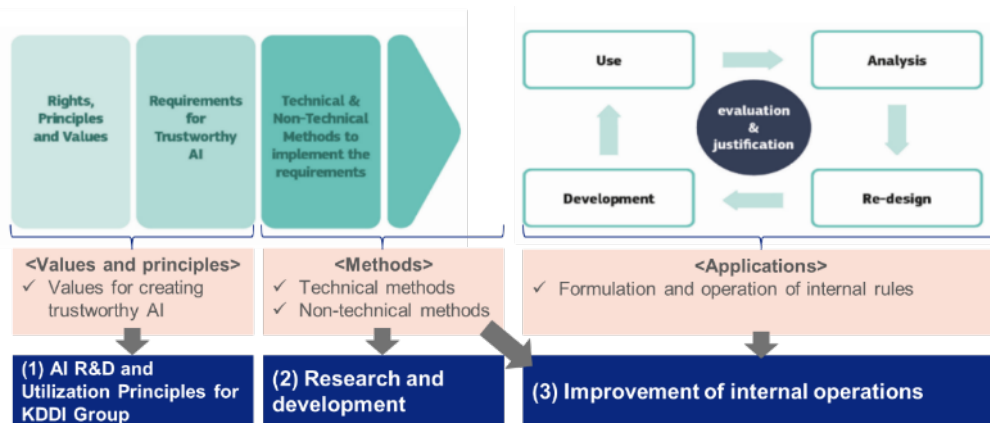 Rights,
Principles
and Values
Requirements
for
Trustworthy
AI
Technical &
Non-Technical
Methods to
implement the
requirements
Use
Analysis
evaluation
&
justification
Development
Re-design
<Values and principles>
✓ Values for creating
trustworthy AI
<Methods>
✓ Technical methods
✓ Non-technical methods
<Applications>
✓ Formulation and operation of internal rules
(1) AI R&D and
Utilization Principles for
KDDI Group
(2) Research and
development
(3) Improvement of internal operations